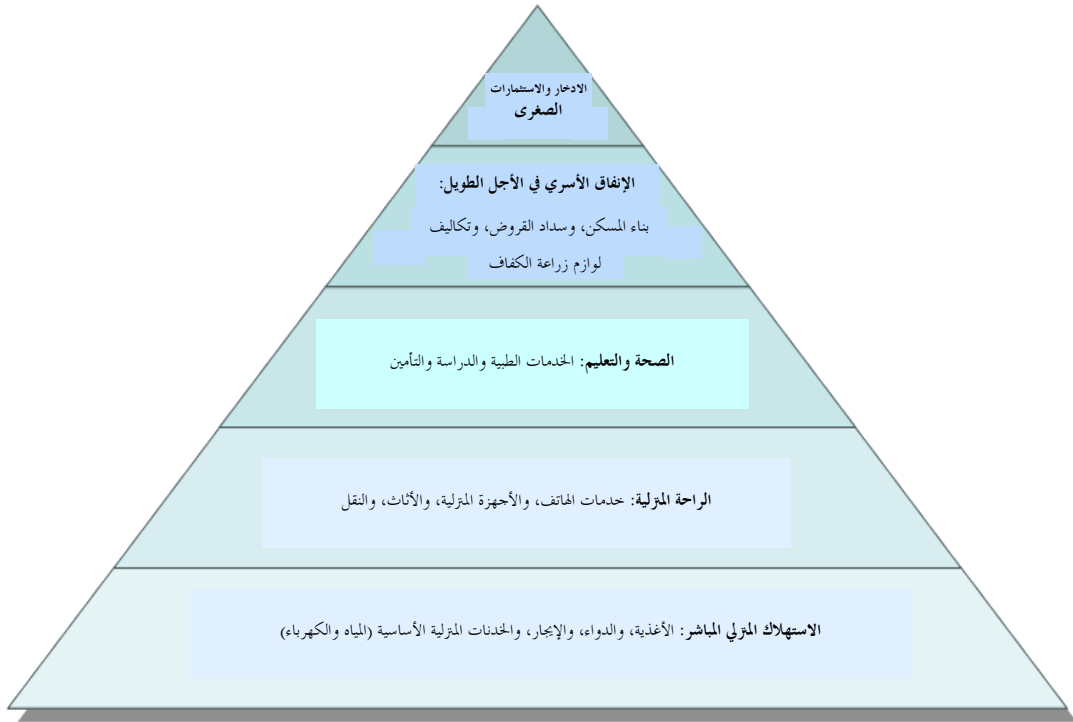 الادخار والاستثمارات
الصغرى
الإنفاق الأسري في الأجل الطويل:
بناء المسكن، وسداد القروض، وتكاليف
لوازم زراعة الكفاف
الصحة والتعليم: الخدمات الطبية والدراسة والتأمين
الراحة المنزلية: خدمات الهاتف، والأجهزة المنزلية، والأثاث، والنقل
الاستهلاك المنزلي المباشر: الأغذية، والدواء، والإيجار، والخدنات المنزلية الأساسية (المياه والكهرباء)